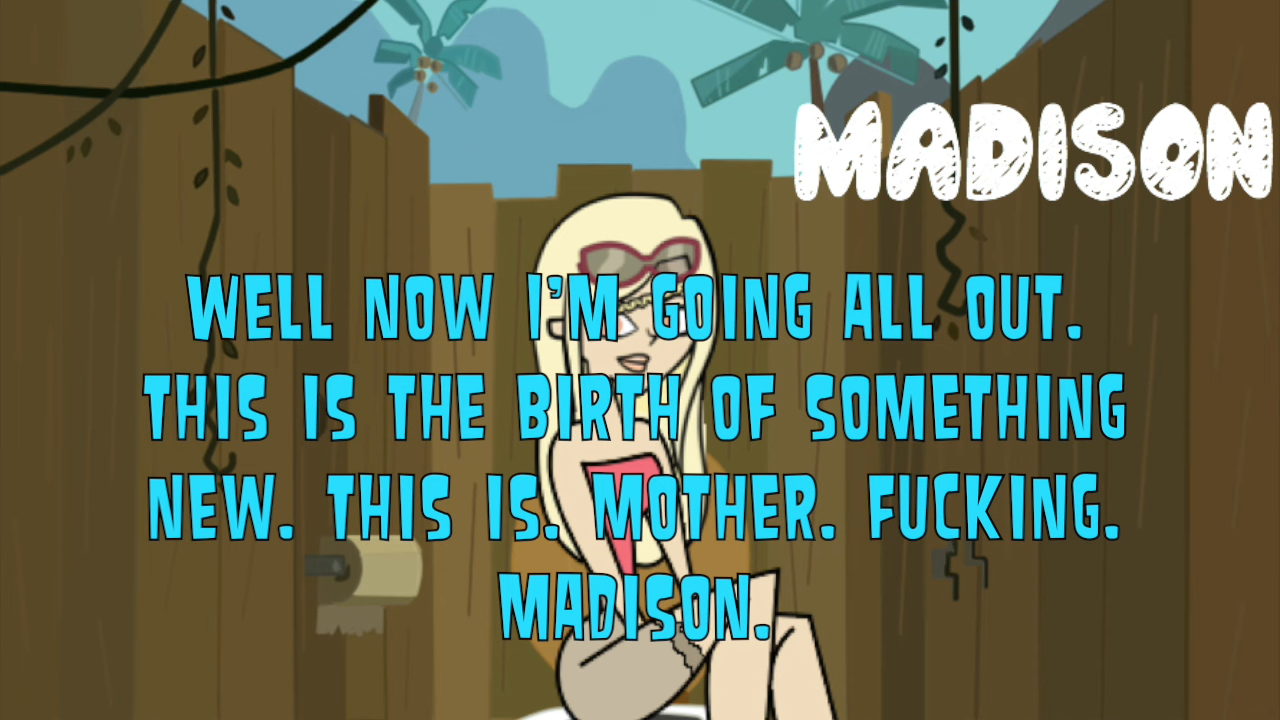 MADISON
WELL NOW I'M GOING ALL OUT.
THIS IS THE BIRTH OF SOMETHING
NEW. THIS IS. MOTHER. FUCKING.
MADISON.